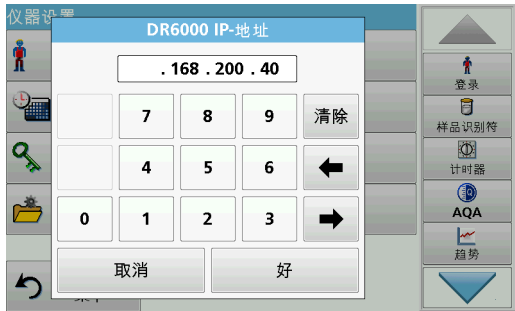 仪器设置
DR6000 IP-地址
. 168 . 200 . 40
7 8 9 清除
4 5 6
0 1 2 3
取消 好
登录
样品识别符
计时器
AQA
趋势